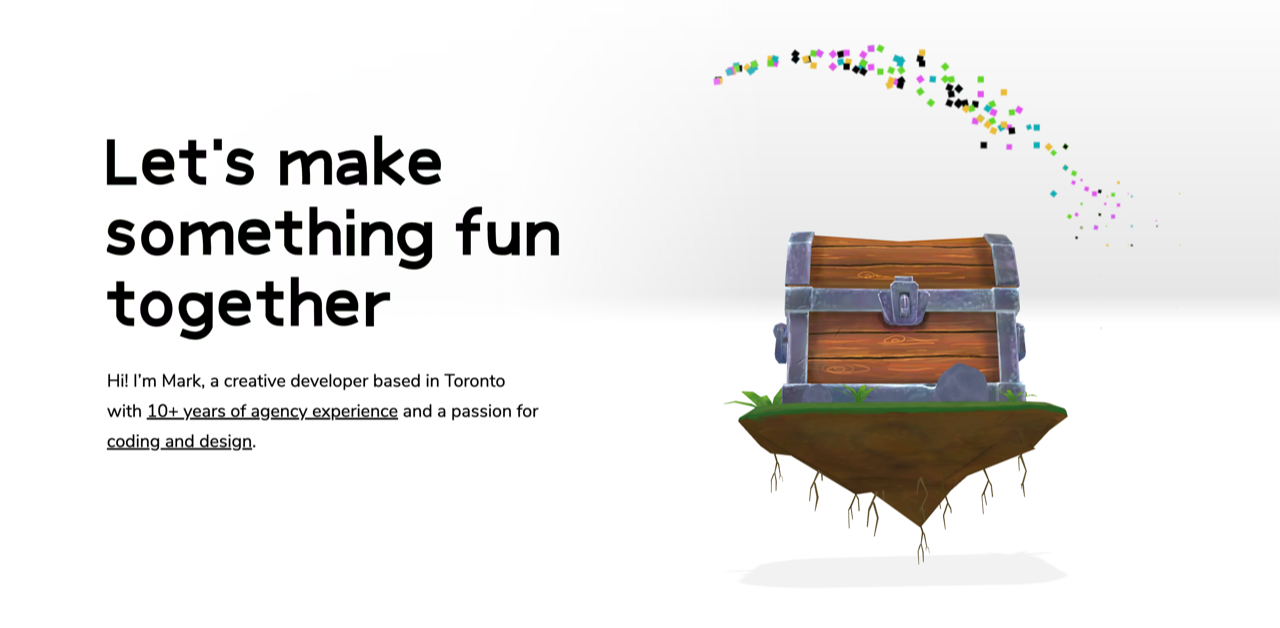 Let's make
something fun
together
Hi! I’m Mark, a creative developer based in Toronto
with 10+ years of agency experience and a passion for
coding and design.